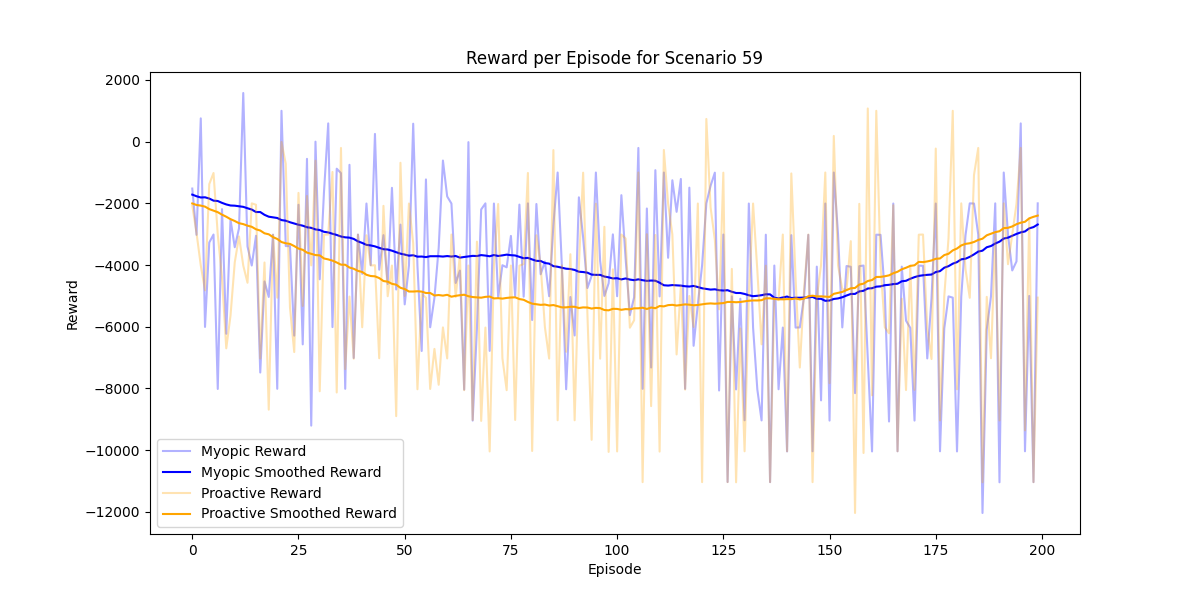 Reward per Episode for Scenario 59
Reward
2000
0
−2000
−4000
−6000
−8000
−10000
−12000
Myopic Reward
Myopic Smoothed Reward
Proactive Reward
Proactive Smoothed Reward
0 25 50 75 100 125 150 175 200
Episode